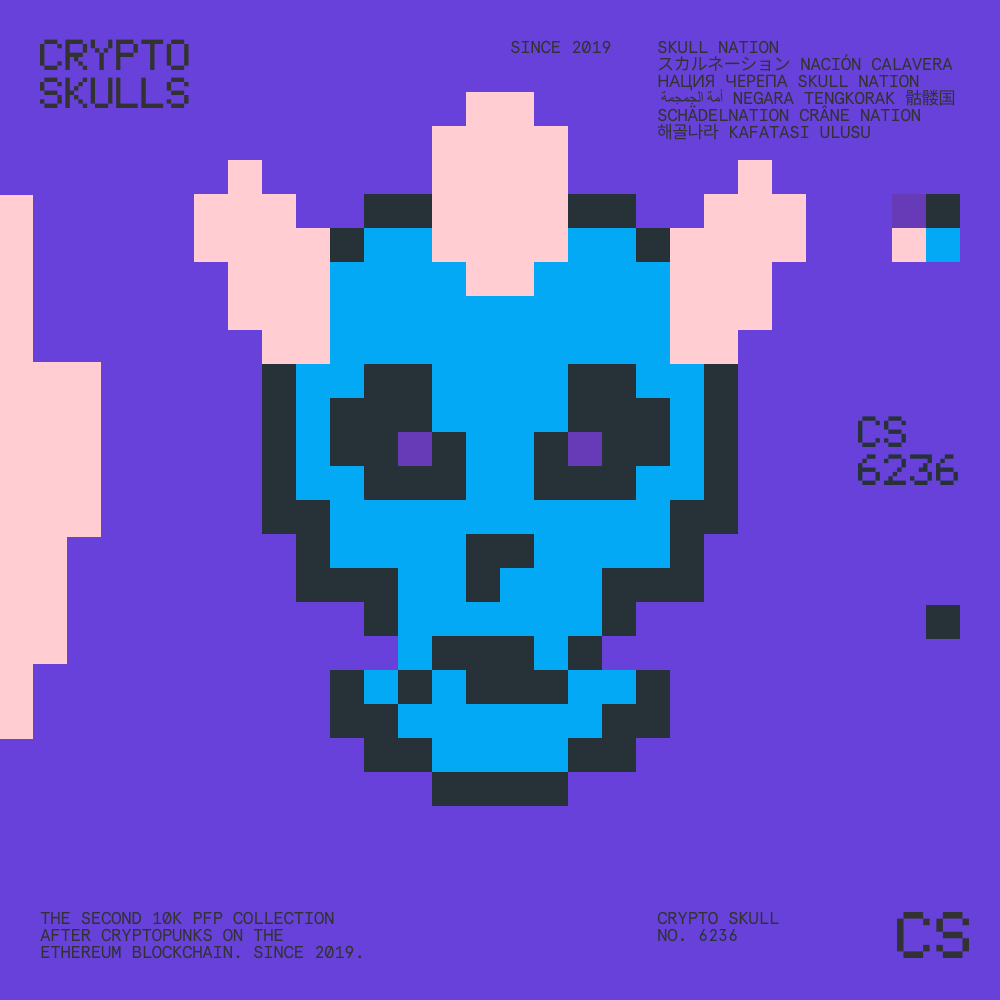 CRYPTO
SKULLS
SINCE 2019
SKULL NATION
スカルネーション NACIÓN CALAVERA
НАЦИЯ ЧЕРЕПА SKULL NATION
أمة الجمجمة NEGARA TENGKORAK 骷髅国
SCHÄDELNATION CRÂNE NATION
해골나라 KAFATASI ULUSU
CS
6236
THE SECOND 10K PFP COLLECTION
AFTER CRYPTOPUNKS ON THE
ETHEREUM BLOCKCHAIN. SINCE 2019.
CRYPTO SKULL
NO. 6236
CS